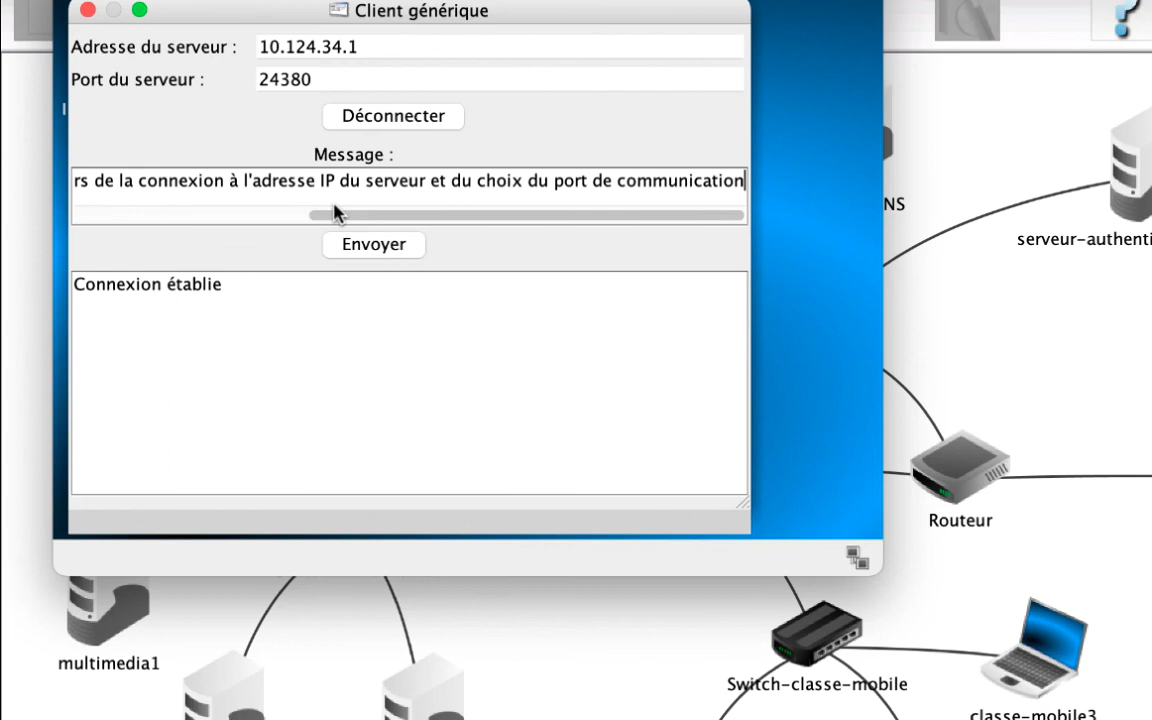 Client générique
Adresse du serveur :
10.124.34.1
Port du serveur :
24380
Déconnecter
Message :
rs de la connexion à l'adresse IP du serveur et du choix du port de communication
Envoyer
Connexion établie
NS
serveur-authenti
Routeur
multimedia1
Switch-classe-mobile
classe-mobile3